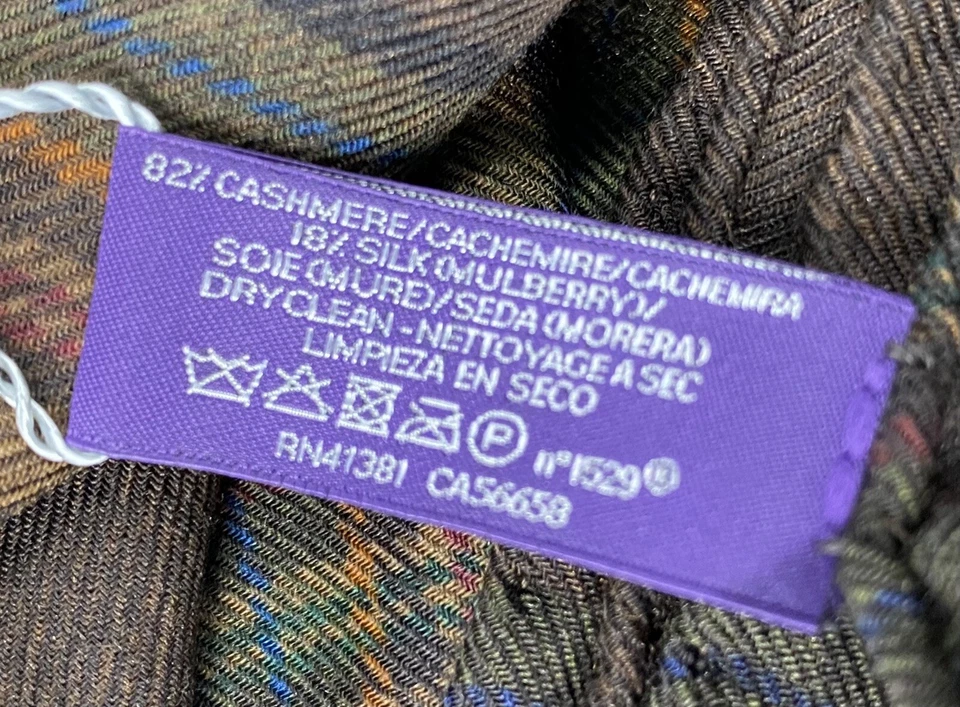 82% CASHMERE/CACHEMIRE/CACHEMIRA
18% SILK (MULBERRY)/
SOIE (MURE)/SEDA (MORERA)
DRYCLEAN - NETTOYAGE A SEC
LIMPIEZA EN SECO
P n°1529
RN41381 CA56658